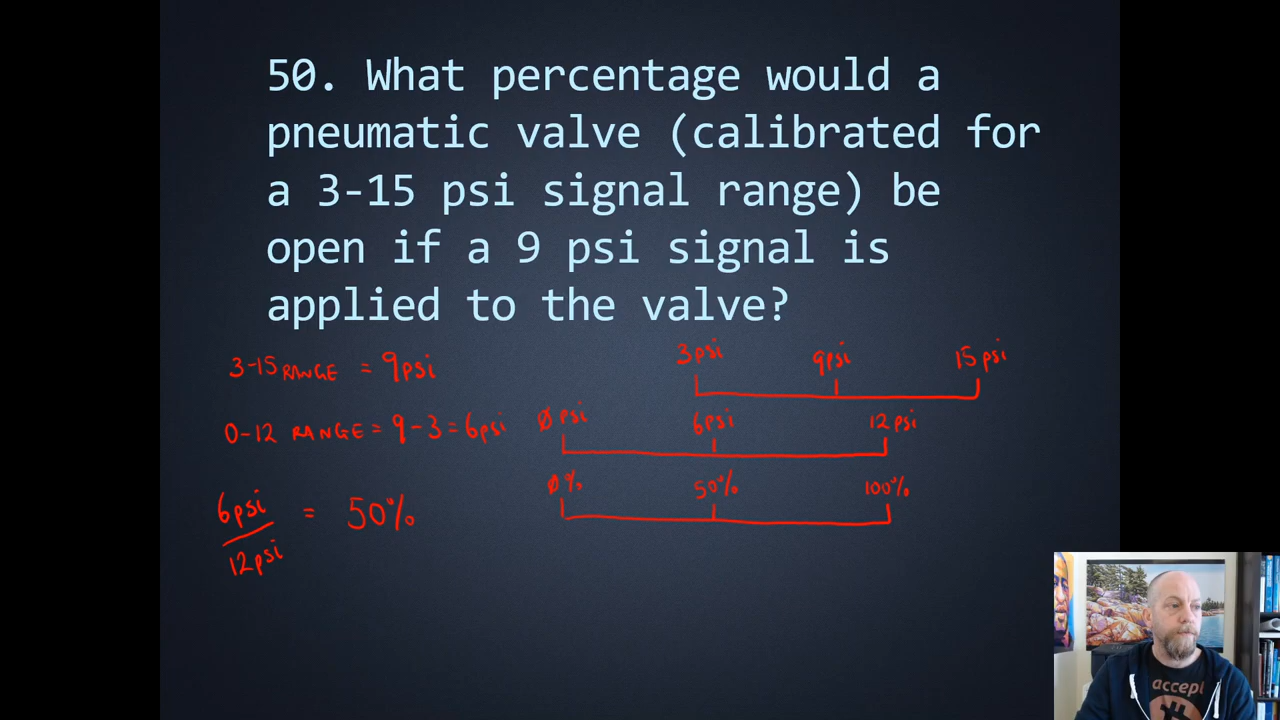 50. What percentage would a
pneumatic valve (calibrated for
a 3-15 psi signal range) be
open if a 9 psi signal is
applied to the valve?
3-15 RANGE = 9psi
0-12 RANGE = 9-3=6psi
6psi
12psi
= 50%
3psi 9psi 15psi
0psi 6psi 12psi
0% 50% 100%
accept